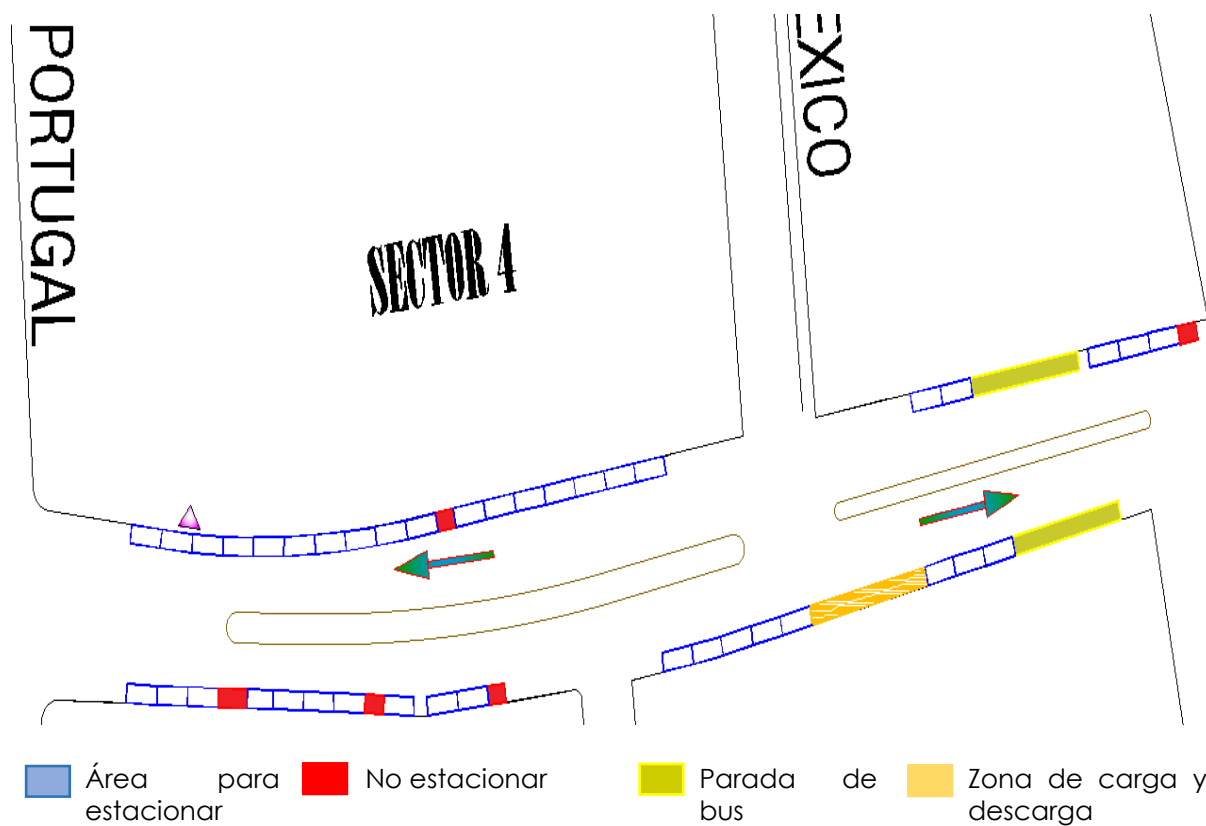 PORTUGAL
EXICO
SECTOR 4
Área para
estacionar
No estacionar
Parada de
bus
Zona de carga y
descarga